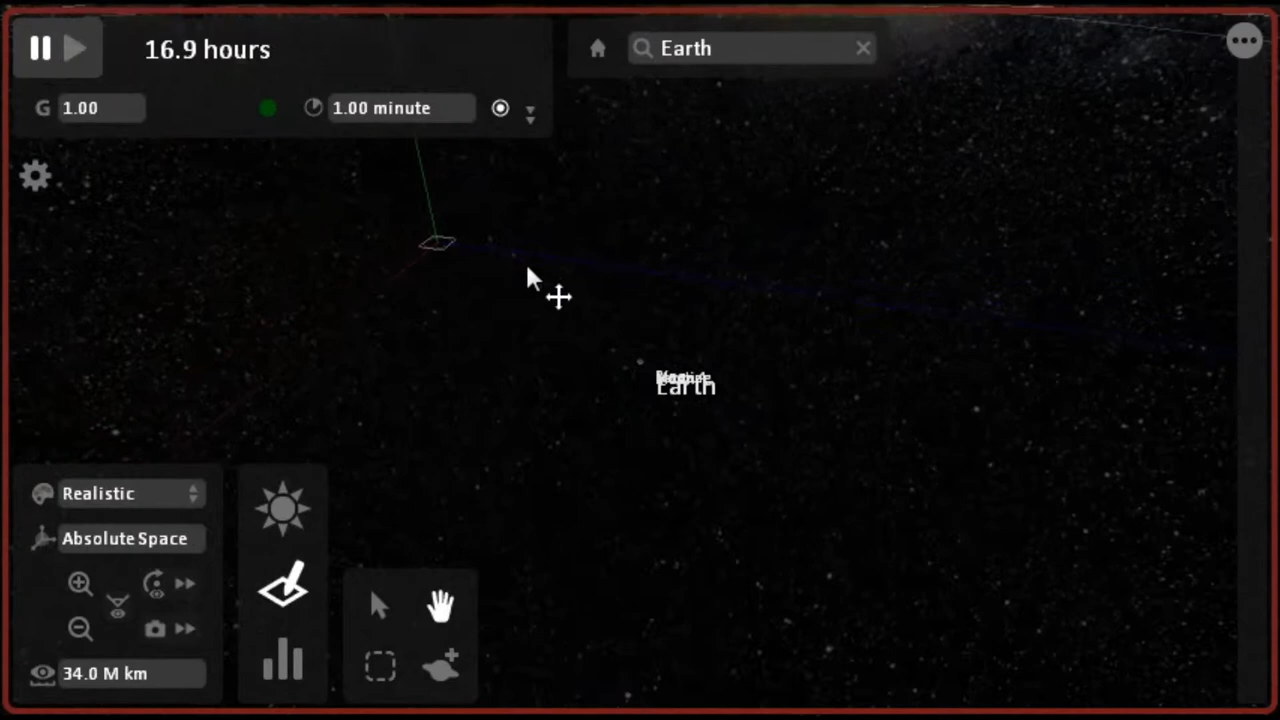 16.9 hours
Earth
G 1.00
1.00 minute
Earth
Realistic
Absolute Space
34.0 M km